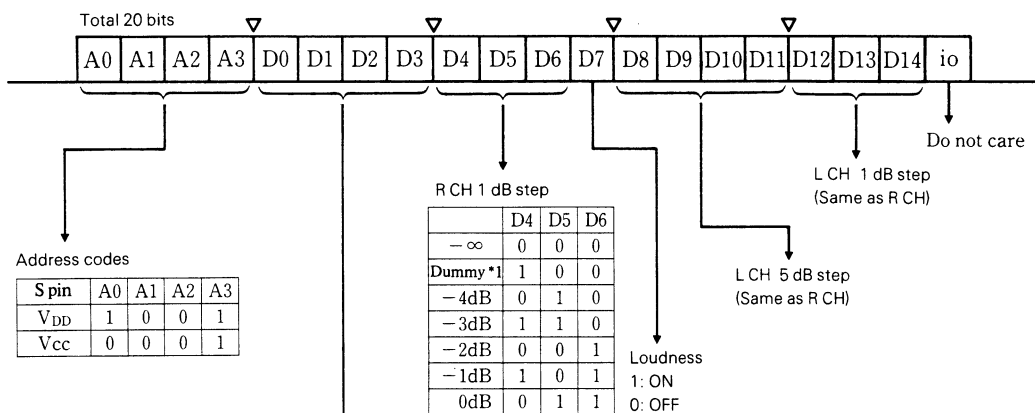 Total 20 bits
A0 A1 A2 A3 D0 D1 D2 D3 D4 D5 D6 D7 D8 D9 D10 D11 D12 D13 D14 io
Do not care
L CH 1 dB step
(Same as R CH)
R CH 1 dB step
D4 D5 D6
−∞ 0 0 0
Dummy*1 1 0 0
−4dB 0 1 0
−3dB 1 1 0
−2dB 0 0 1
−1dB 1 0 1
0dB 0 1 1
Address codes
S pin A0 A1 A2 A3
VDD 1 0 0 1
Vcc 0 0 0 1
L CH 5 dB step
(Same as R CH)
Loudness
1: ON
0: OFF